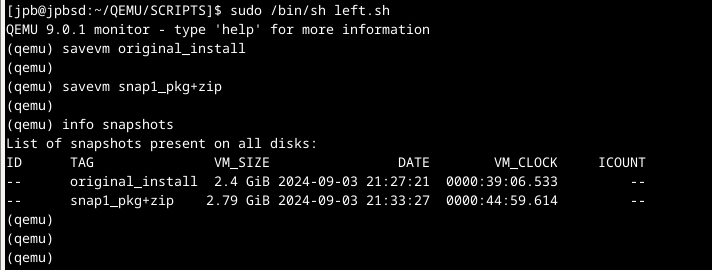 [jpb@jpbsd:~/QEMU/SCRIPTS]$ sudo /bin/sh left.sh
QEMU 9.0.1 monitor - type 'help' for more information
(qemu) savevm original_install
(qemu)
(qemu) savevm snap1_pkg+zip
(qemu)
(qemu) info snapshots
List of snapshots present on all disks:
ID      TAG               VM_SIZE                DATE        VM_CLOCK     ICOUNT
--      original_install  2.4 GiB 2024-09-03 21:27:21  0000:39:06.533         --
--      snap1_pkg+zip    2.79 GiB 2024-09-03 21:33:27  0000:44:59.614         --
(qemu)
(qemu)
(qemu)